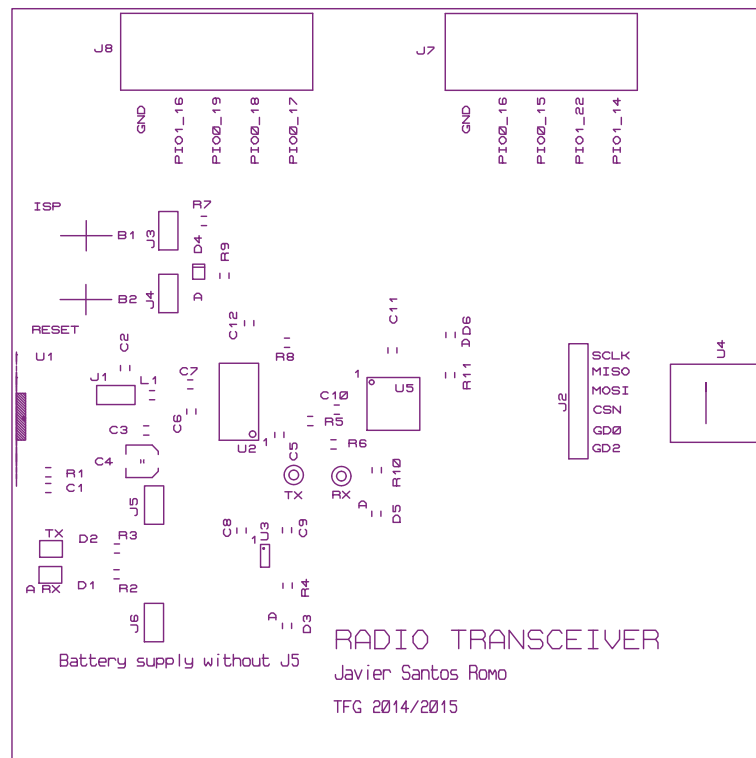 J8
J7
GND
PIO1_16
PIO0_19
PIO0_18
PIO0_17
GND
PIO0_16
PIO0_15
PIO1_22
PIO1_14
ISP
R7
B1
J3
D4
R9
B2
J4
A
RESET
U1
C2
C12
R8
C11
D6
A
U4
J1
L1
C7
1
U5
R11
SCLK
MISO
MOSI
CSN
GD0
GD2
J2
C10
C6
R5
C3
U2
1
C5
R6
C4
R1
C1
TX
RX
R10
J5
A
D5
TX
D2
R3
C8
1
U3
C9
A RX
D1
R2
R4
J6
A
D3
Battery supply without J5
RADIO TRANSCEIVER
Javier Santos Romo
TFG 2014/2015